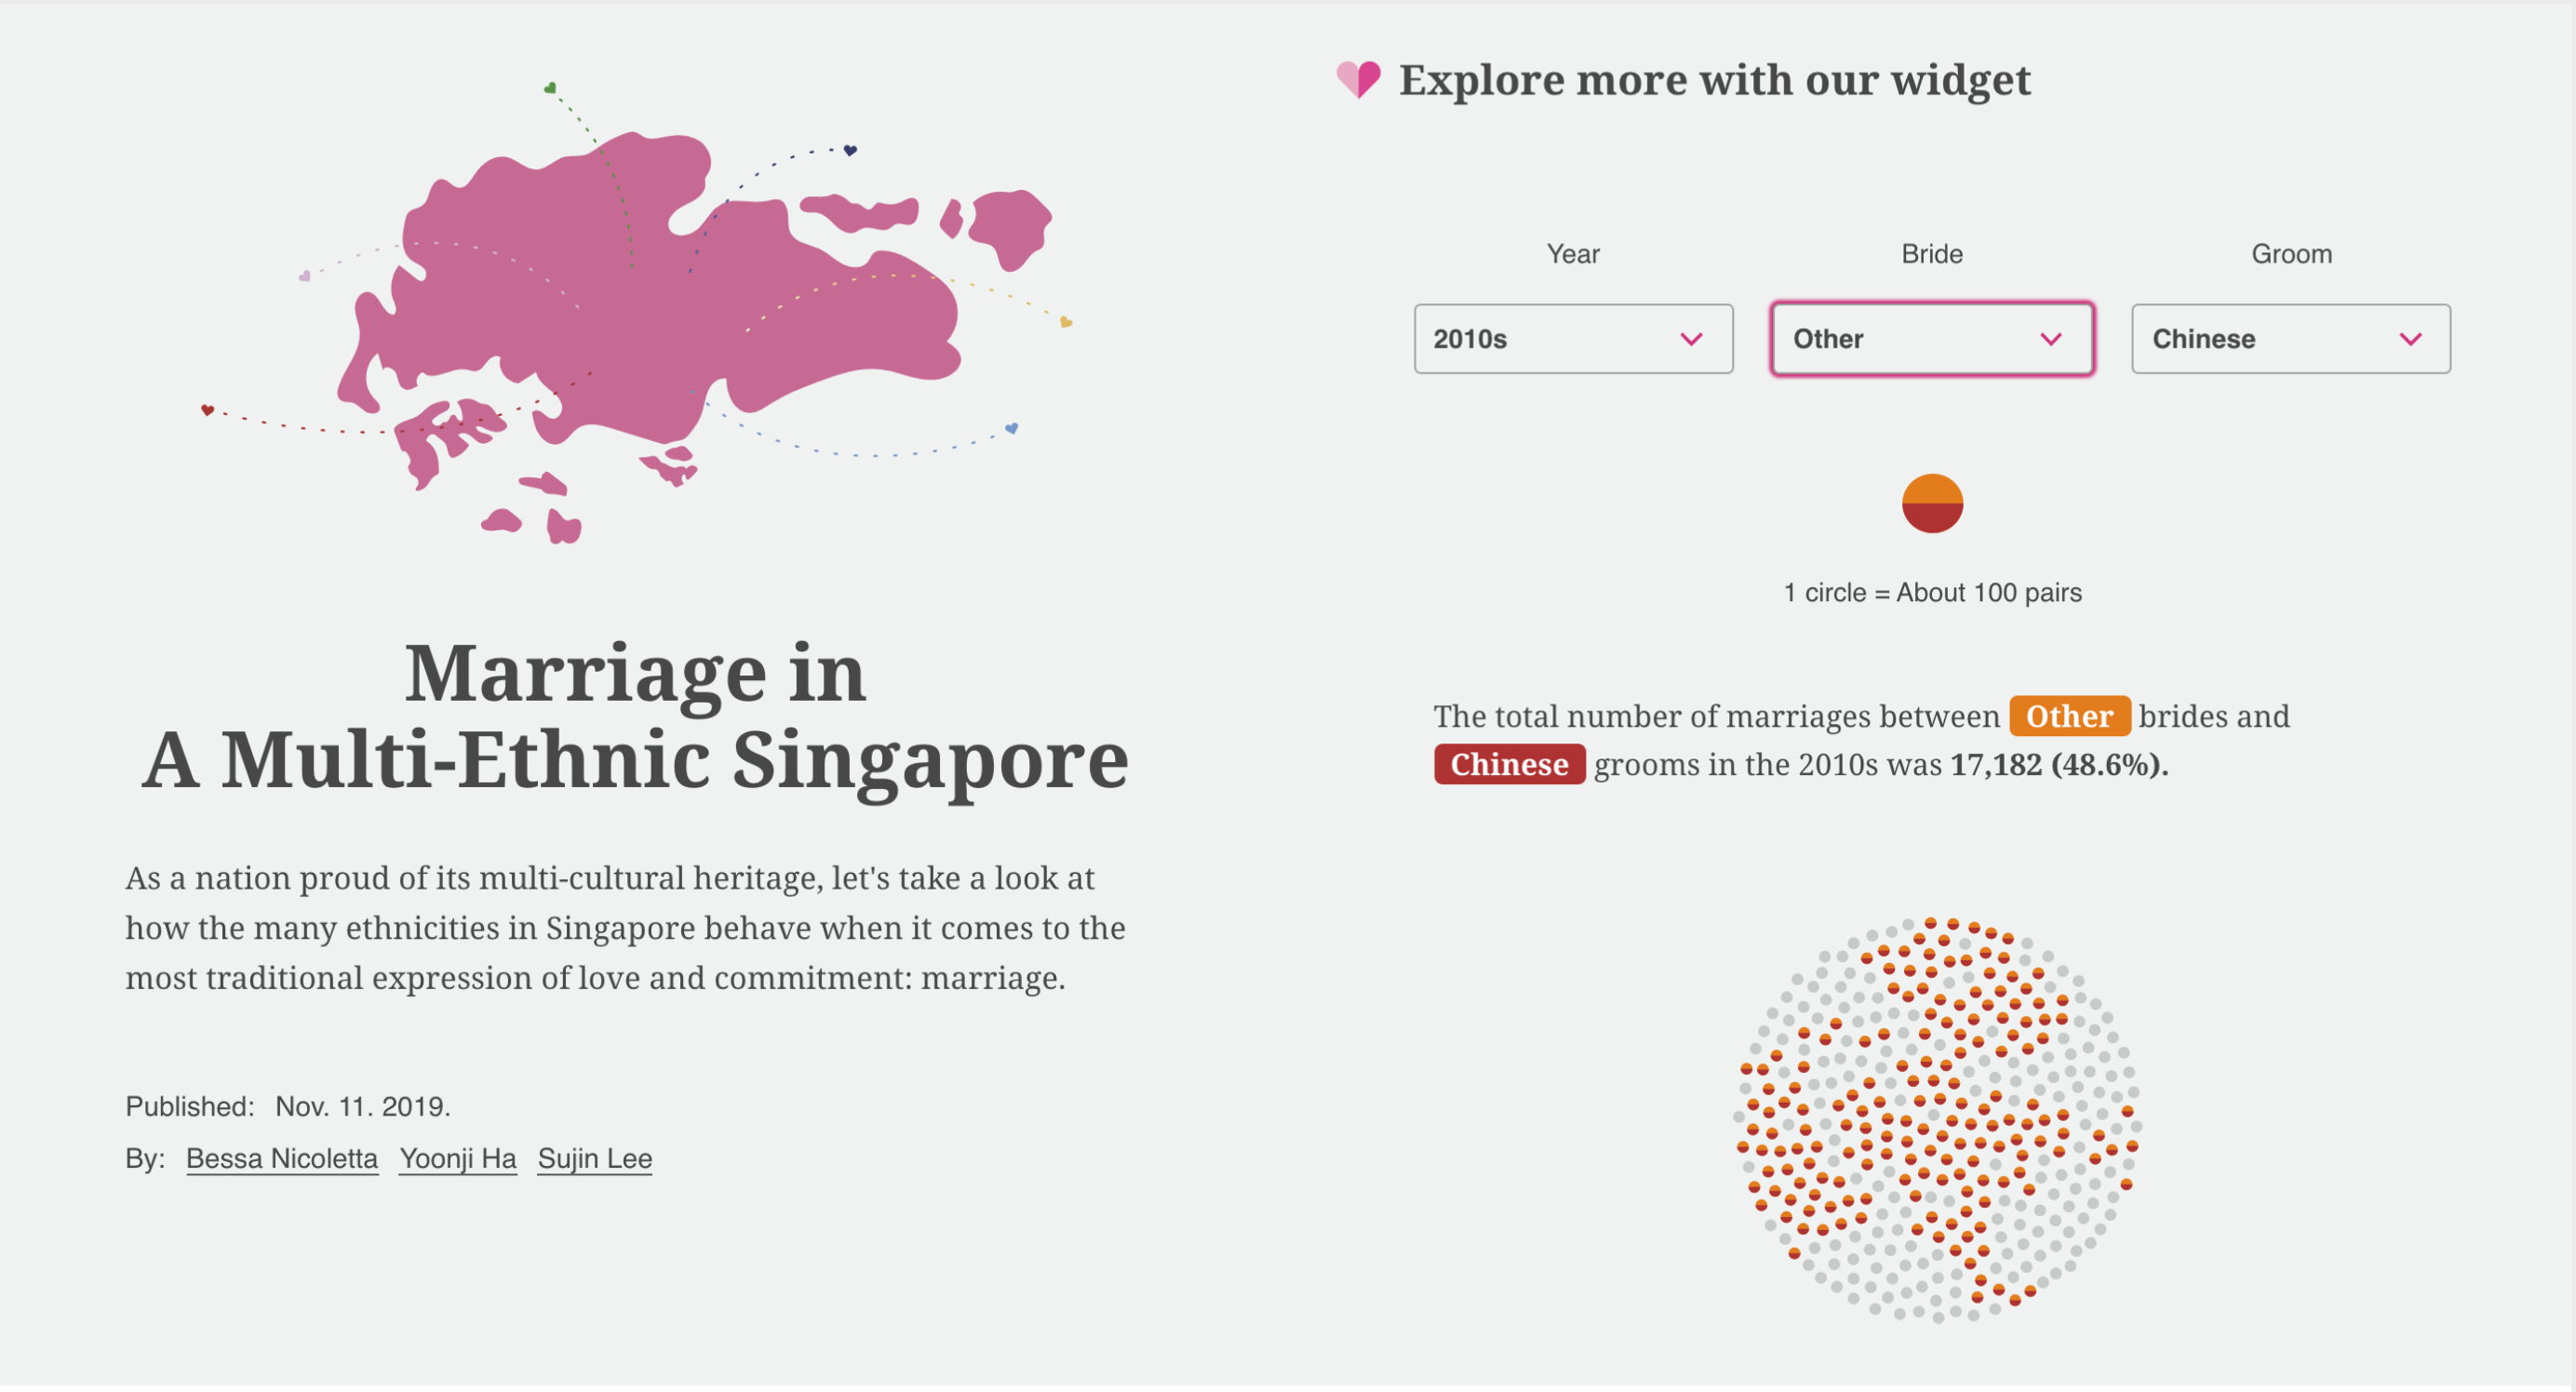 Marriage in
A Multi-Ethnic Singapore
As a nation proud of its multi-cultural heritage, let's take a look at
how the many ethnicities in Singapore behave when it comes to the
most traditional expression of love and commitment: marriage.
Published: Nov. 11. 2019.
By: Bessa Nicoletta Yoonji Ha Sujin Lee
Explore more with our widget
Year Bride Groom
2010s Other Chinese
1 circle = About 100 pairs
The total number of marriages between Other brides and
Chinese grooms in the 2010s was 17,182 (48.6%).